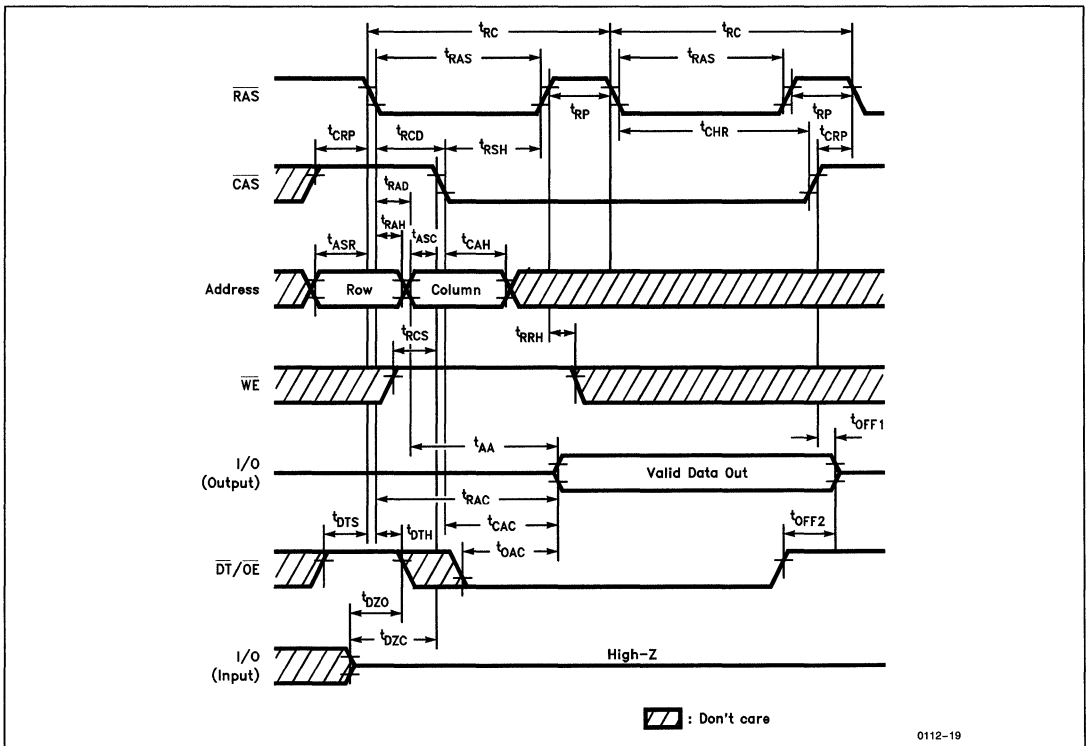 tRC tRC
tRAS tRAS
RAS
tRP tRP
tCHR
tCRP tRCD tRSH tCRP
CAS
tRAD
tRAH
tASR tASC tCAH
Address Row Column
tRCS tRRH
WE
tOFF1
tAA
I/O
(Output)
Valid Data Out
tRAC
tCAC
tDTS tDTH tOFF2
tOAC
DT/OE
tDZO
tDZC
I/O
(Input)
High-Z
: Don't care
0112-19